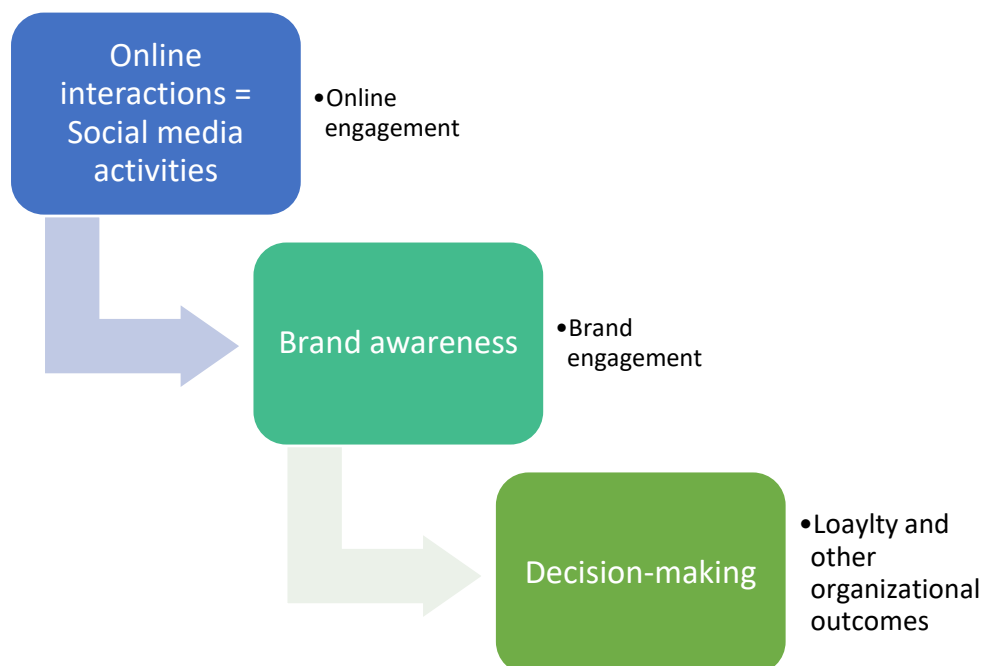 Online
interactions =
Social media
activities
•Online
engagement
Brand awareness
•Brand
engagement
Decision-making
•Loaylty and
other
organizational
outcomes